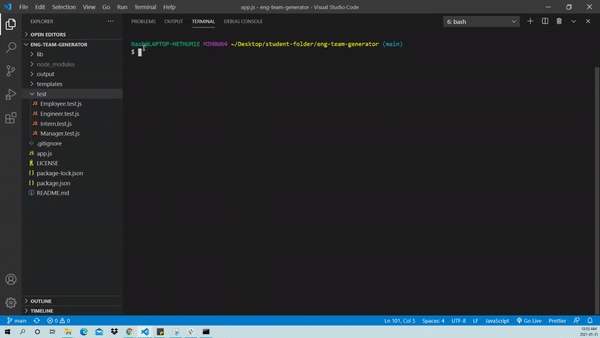 File Edit Selection View Go Run Terminal Help
app.js - eng-team-generator - Visual Studio Code
EXPLORER
PROBLEMS OUTPUT TERMINAL DEBUG CONSOLE
6: bash
OPEN EDITORS
ENG-TEAM-GENERATOR
lib
node_modules
output
templates
test
Employee.test.js
Engineer.test.js
Intern.test.js
Manager.test.js
.gitignore
app.js
LICENSE
package-lock.json
package.json
README.md
MINGW64 ~/Desktop/student-folder/eng-team-generator (main)
$
OUTLINE
TIMELINE
main
0 0
Ln 101, Col 5 Spaces: 4 UTF-8 LF JavaScript Go Live Prettier
2021-01-31